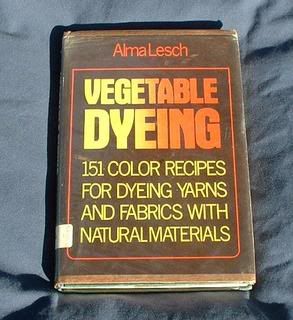 Alma Lesch
VEGETABLE
DYEING
151 COLOR RECIPES
FOR DYEING YARNS
AND FABRICS WITH
NATURAL MATERIALS